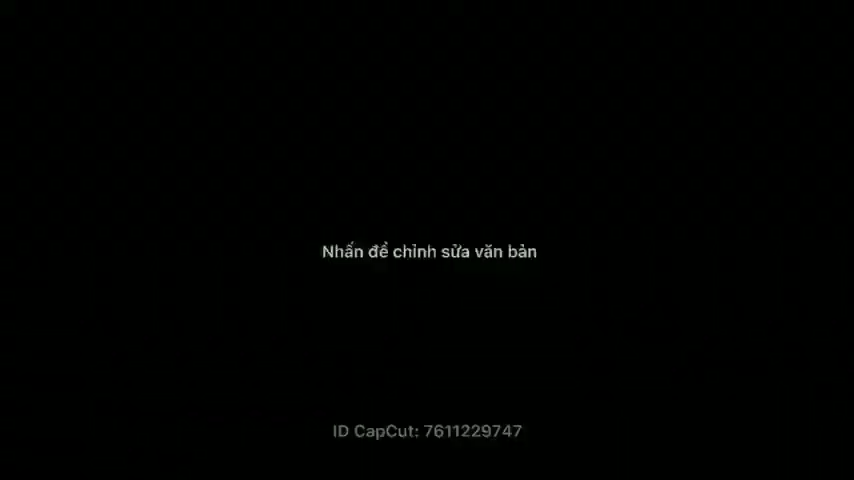 Nhấn để chỉnh sửa văn bản
ID CapCut: 7611229747